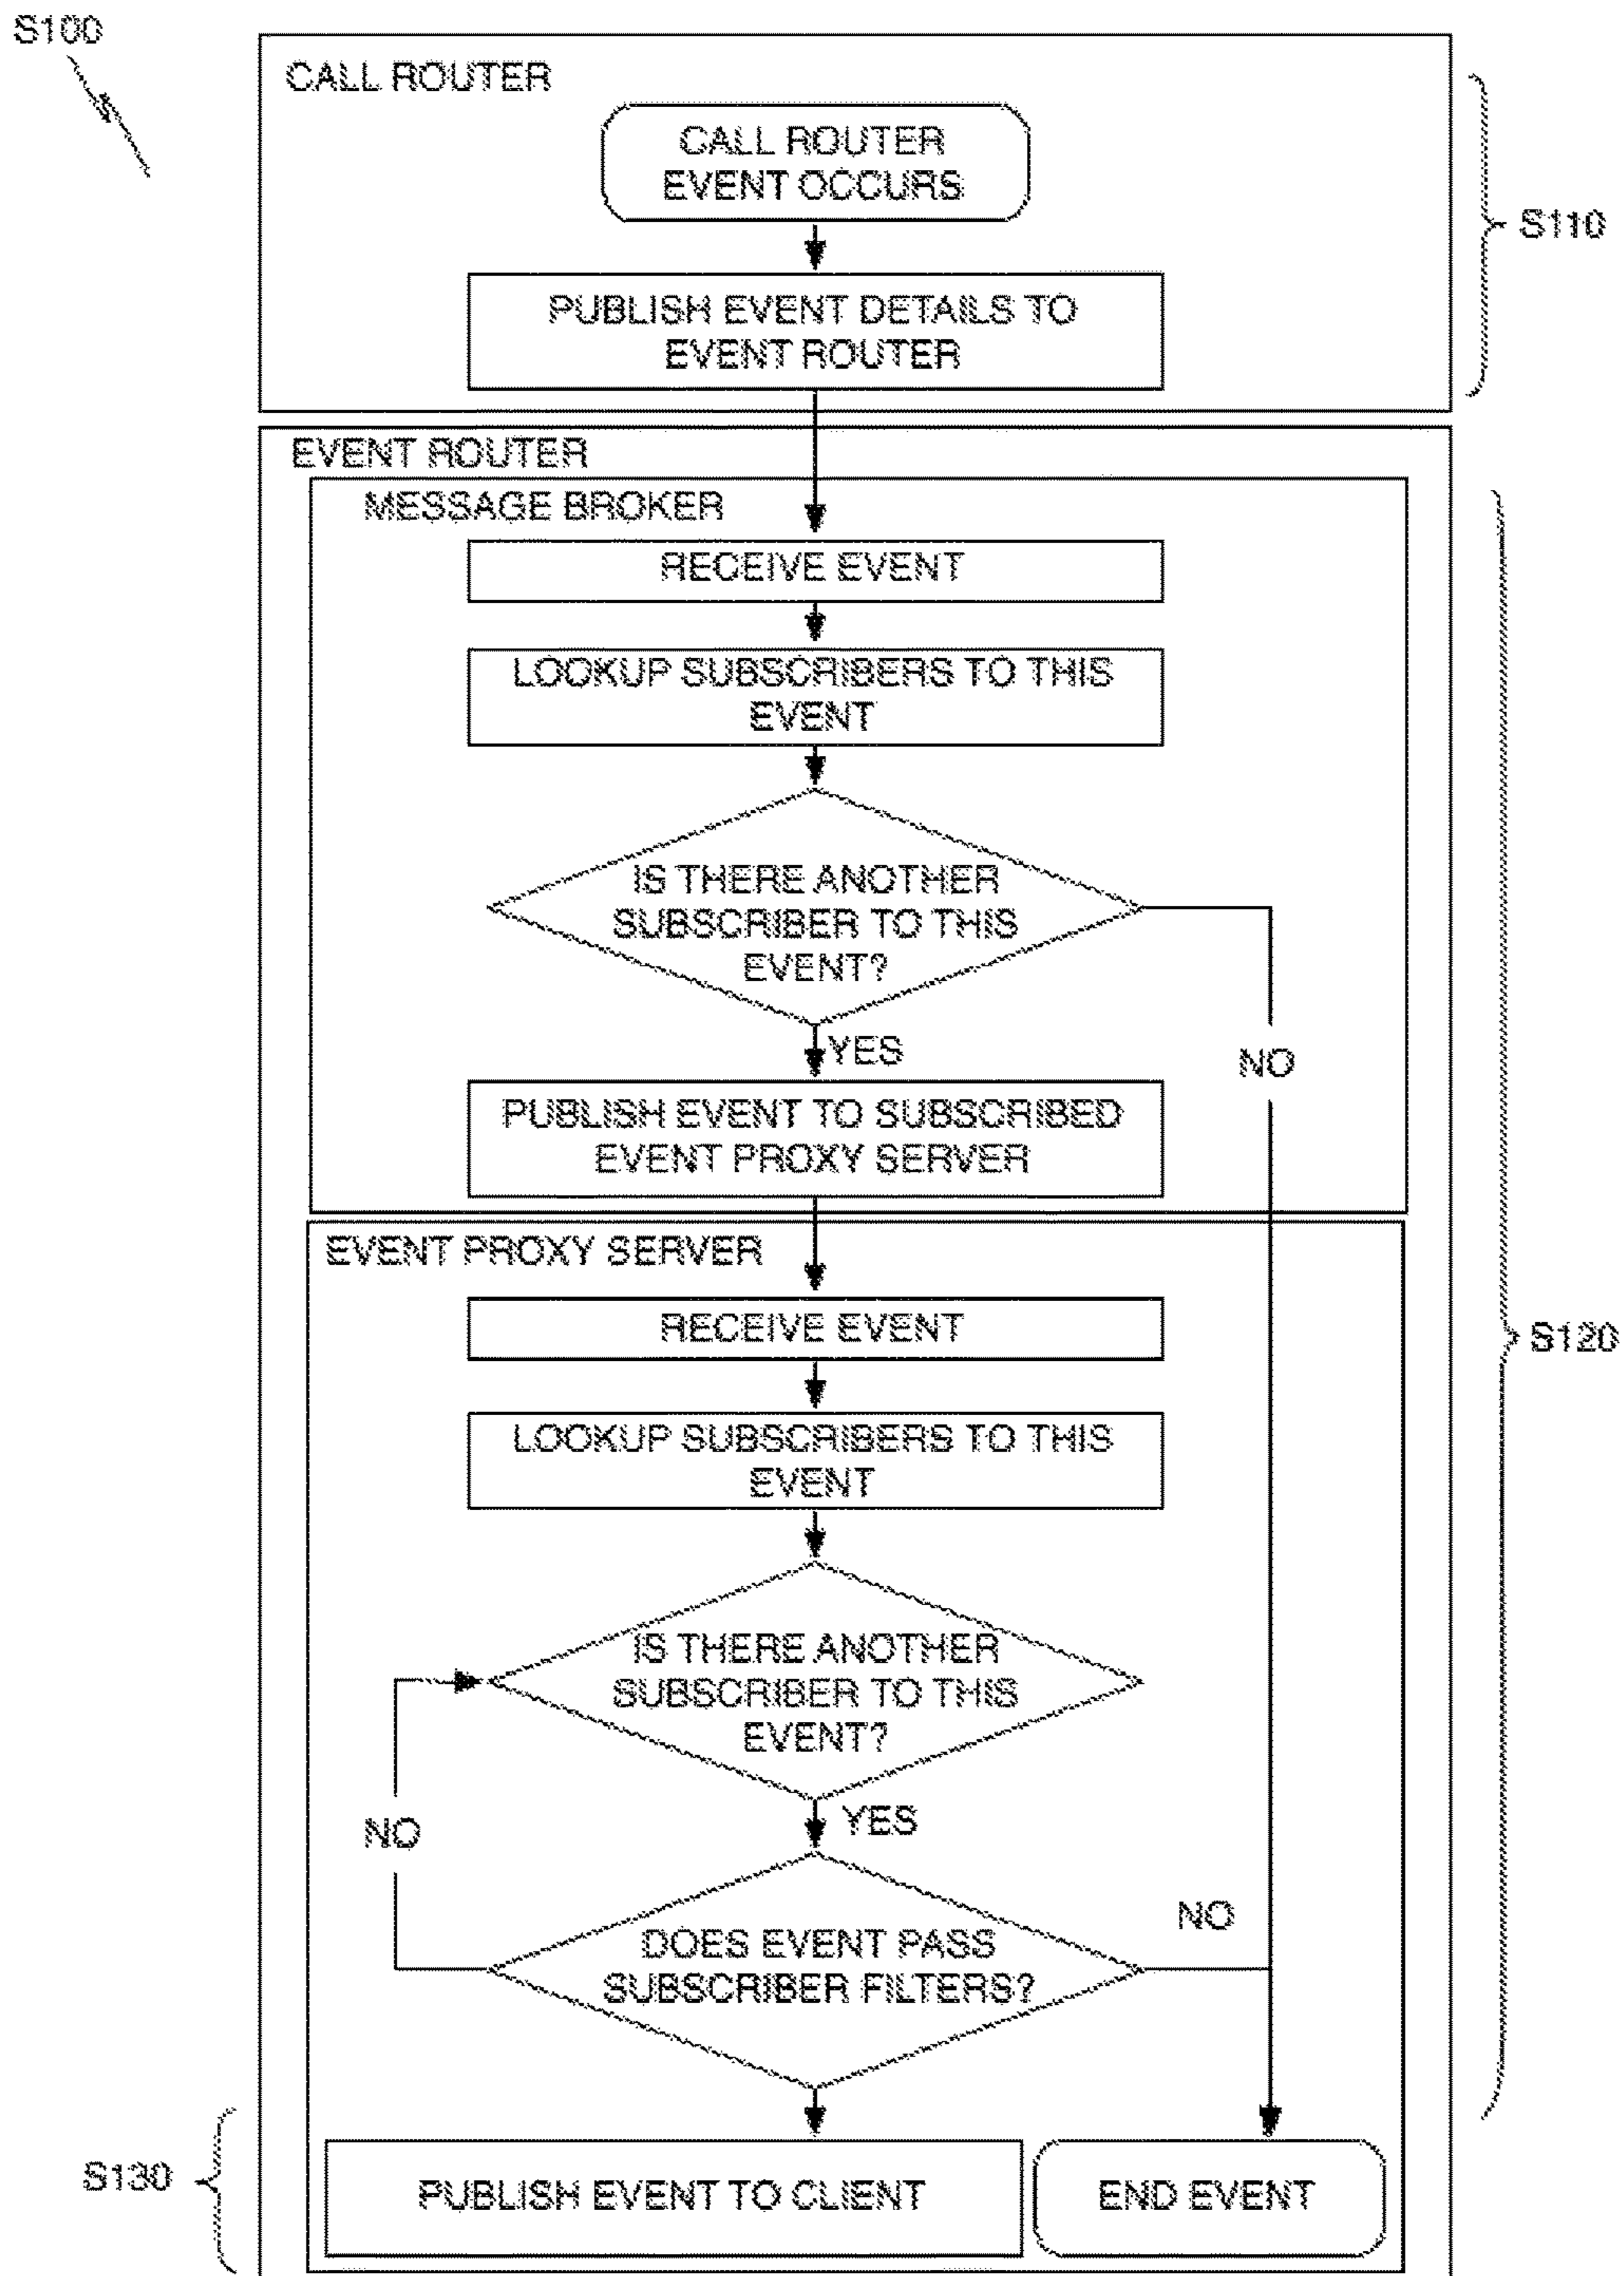 S100
CALL ROUTER
CALL ROUTER
EVENT OCCURS
S110
PUBLISH EVENT DETAILS TO
EVENT ROUTER
EVENT ROUTER
MESSAGE BROKER
RECEIVE EVENT
LOOKUP SUBSCRIBERS TO THIS
EVENT
IS THERE ANOTHER
SUBSCRIBER TO THIS
EVENT?
YES
NO
PUBLISH EVENT TO SUBSCRIBED
EVENT PROXY SERVER
EVENT PROXY SERVER
RECEIVE EVENT
S120
LOOKUP SUBSCRIBERS TO THIS
EVENT
IS THERE ANOTHER
SUBSCRIBER TO THIS
EVENT?
YES
NO
NO
DOES EVENT PASS
SUBSCRIBER FILTERS?
S130
PUBLISH EVENT TO CLIENT
END EVENT